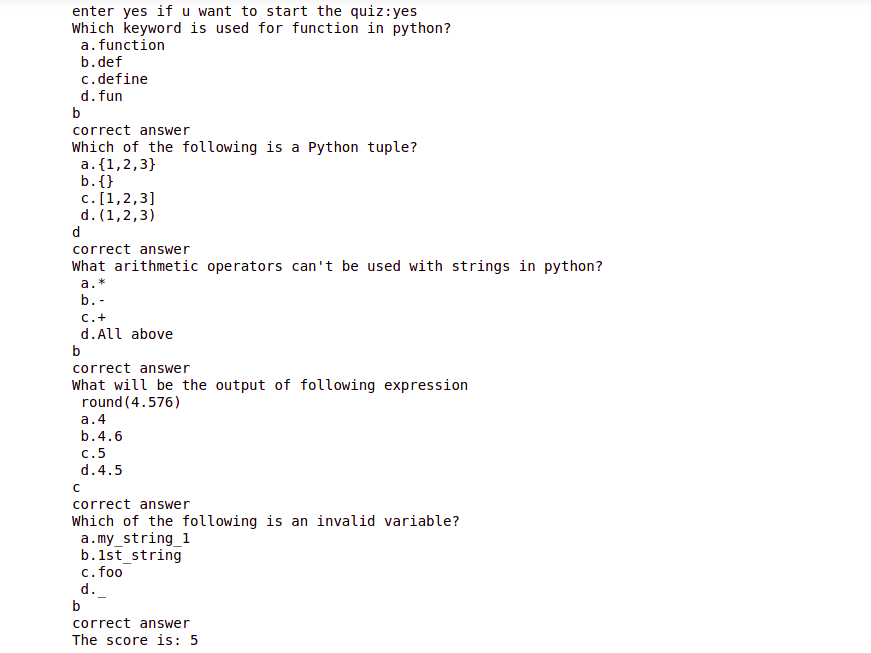 enter yes if u want to start the quiz:yes
Which keyword is used for function in python?
a.function
b.def
c.define
d.fun
b
correct answer
Which of the following is a Python tuple?
a.{1,2,3}
b.{}
c.[1,2,3]
d.(1,2,3)
d
correct answer
What arithmetic operators can't be used with strings in python?
a.*
b.-
c.+
d.All above
b
correct answer
What will be the output of following expression
round(4.576)
a.4
b.4.6
c.5
d.4.5
c
correct answer
Which of the following is an invalid variable?
a.my_string_1
b.1st_string
c.foo
d._
b
correct answer
The score is: 5